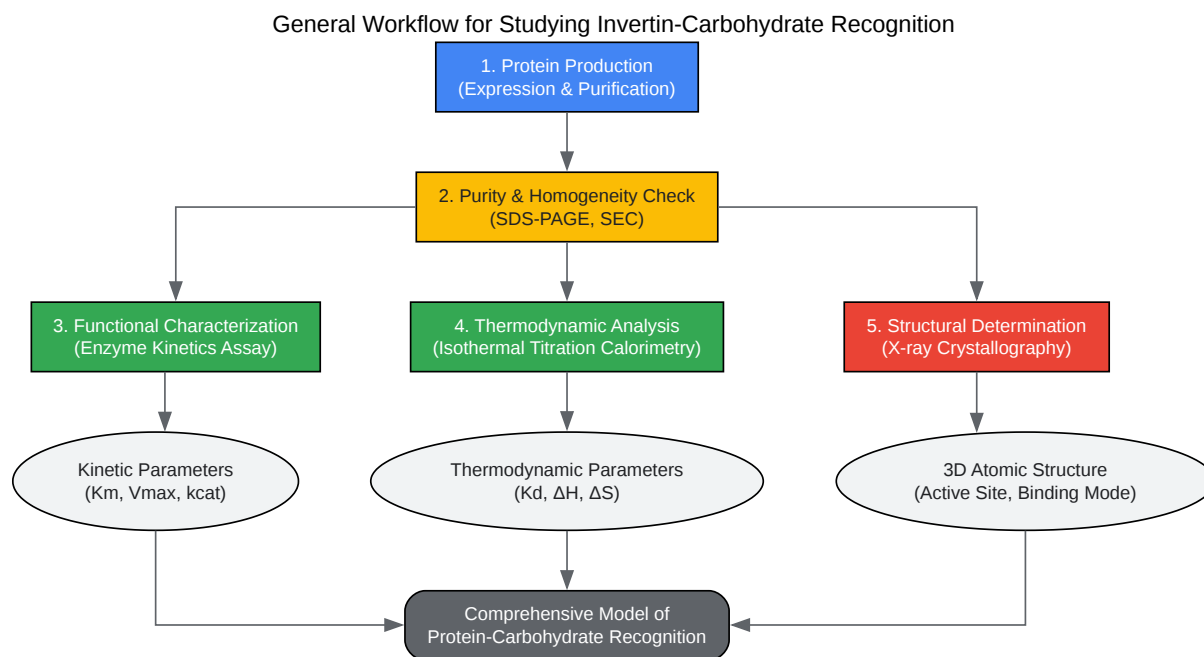 General Workflow for Studying Invertin-Carbohydrate Recognition
1. Protein Production
(Expression & Purification)
2. Purity & Homogeneity Check
(SDS-PAGE, SEC)
3. Functional Characterization
(Enzyme Kinetics Assay)
4. Thermodynamic Analysis
(Isothermal Titration Calorimetry)
5. Structural Determination
(X-ray Crystallography)
Kinetic Parameters
(Km, Vmax, kcat)
Thermodynamic Parameters
(Kd, ΔH, ΔS)
3D Atomic Structure
(Active Site, Binding Mode)
Comprehensive Model of
Protein-Carbohydrate Recognition